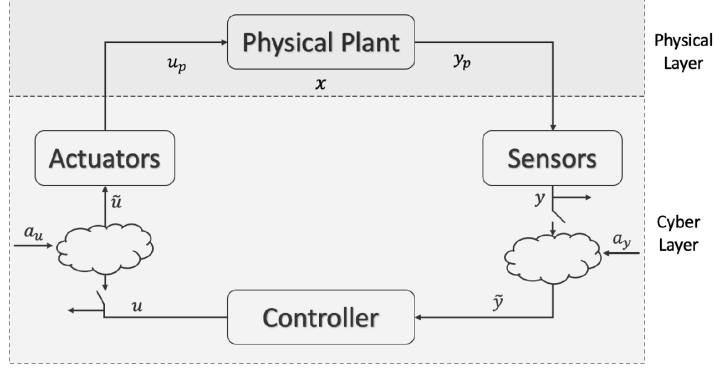 Physical Plant
Physical
Layer
u_p
y_p
x
Actuators
Sensors
ũ
y
a_u
a_y
Cyber
Layer
u
ỹ
Controller